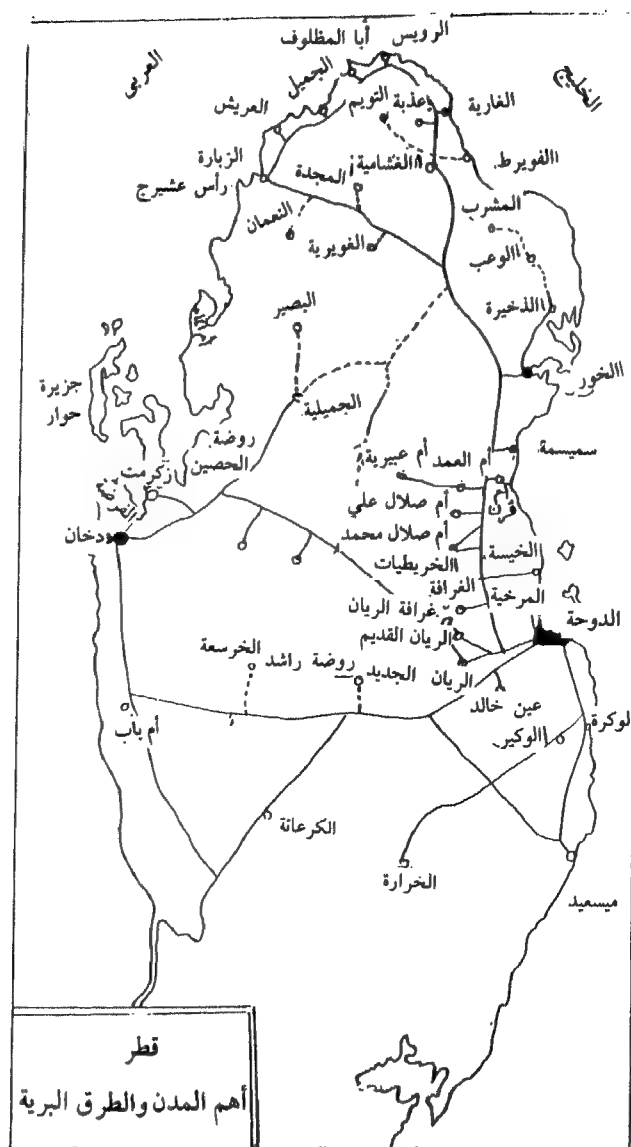 الرويس
أبا المظلوف
العربي
الخليج
الجميل
العريش
التويم
عذبة
الغارية
الزبارة
رأس عشيرج
المجدة
الغشامية
الفويرط
النعمان
الغويرية
المشرب
الوعب
الذخيرة
البصير
جزيرة
حوار
الجميلية
الخور
روضة
الحصين
زكريت
أم عبيرية
أم العمد
سميسمة
أم
قرن
أم صلال علي
دخان
أم صلال محمد
الخريطيات
الخيسة
الغرافة
المرخية
غرافة الريان
الدوحة
الريان القديم
الخرسعة
روضة راشد
الجديد
الريان
عين خالد
أم باب
الوكير
لوكرة
الكرعانة
الخرارة
ميسعيد
قطر
أهم المدن والطرق البرية